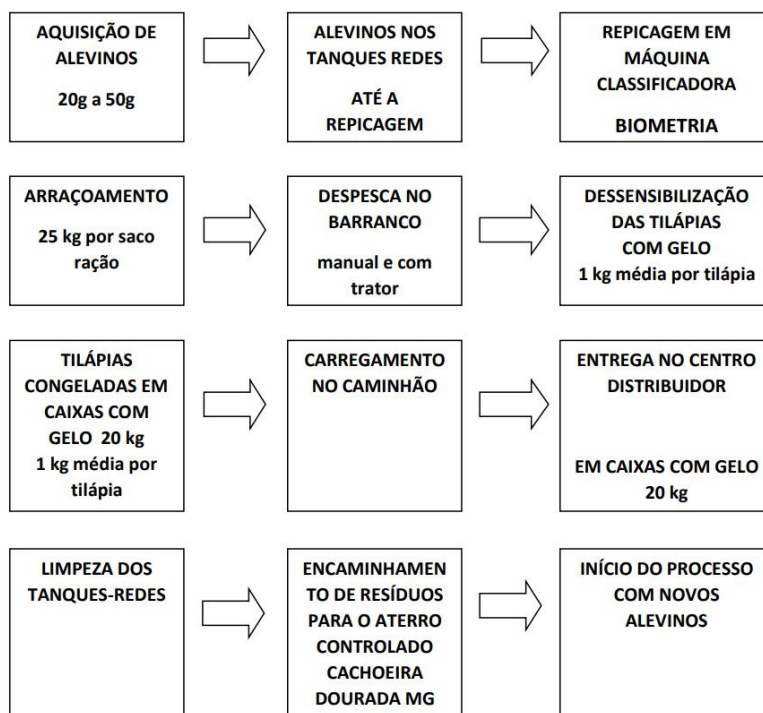 AQUISIÇÃO DE
ALEVINOS
20g a 50g
ALEVINOS NOS
TANQUES REDES
ATÉ A
REPICAGEM
REPICAGEM EM
MÁQUINA
CLASSIFICADORA
BIOMETRIA
ARRAÇOAMENTO
25 kg por saco
ração
DESPESCA NO
BARRANCO
manual e com
trator
DESSENSIBILIZAÇÃO
DAS TILÁPIAS
COM GELO
1 kg média por tilápia
TILÁPIAS
CONGELADAS EM
CAIXAS COM
GELO 20 kg
1 kg média por
tilápia
CARREGAMENTO
NO CAMINHÃO
ENTREGA NO CENTRO
DISTRIBUIDOR
EM CAIXAS COM GELO
20 kg
LIMPEZA DOS
TANQUES-REDES
ENCAMINHAMEN
TO DE RESÍDUOS
PARA O ATERRO
CONTROLADO
CACHOEIRA
DOURADA MG
INÍCIO DO PROCESSO
COM NOVOS
ALEVINOS